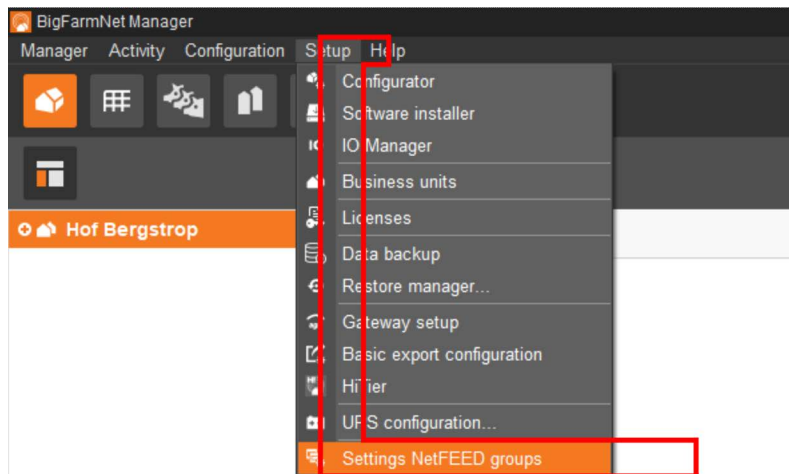 BigFarmNet Manager
Manager Activity Configuration Setup Help
Configurator
Software installer
IO Manager
Business units
Hof Bergstrop
Licenses
Data backup
Restore manager...
Gateway setup
Basic export configuration
HiTier
UPS configuration...
Settings NetFEED groups